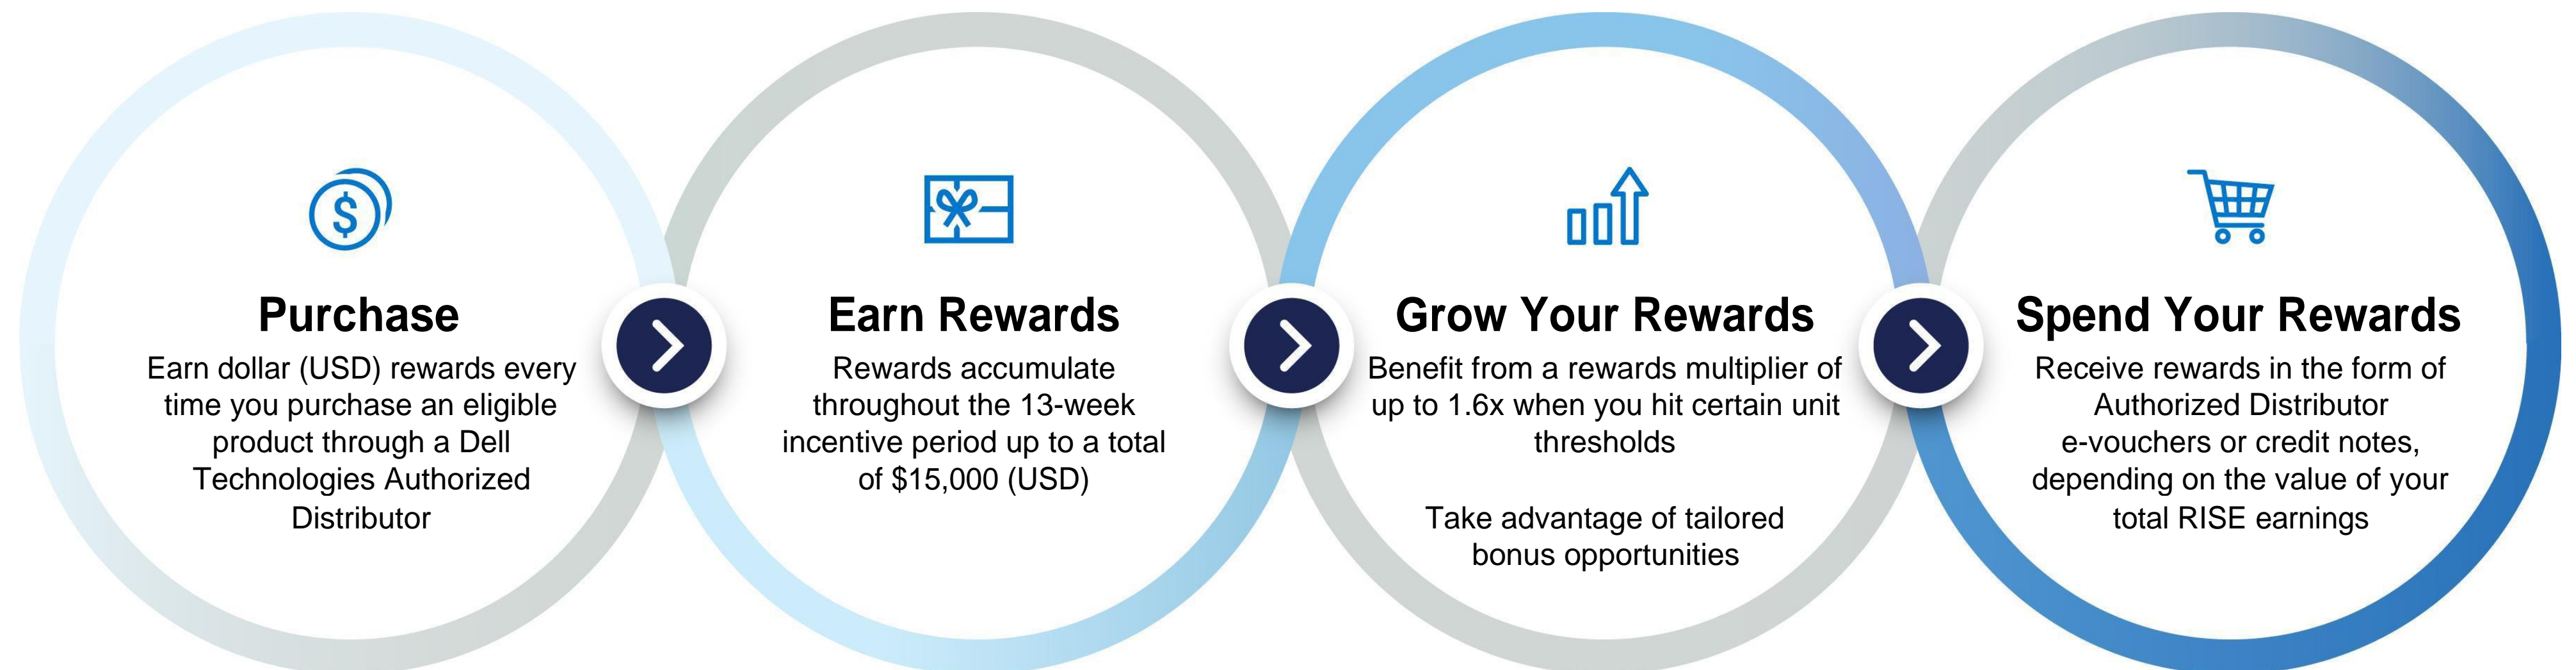 Purchase
Earn dollar (USD) rewards every
time you purchase an eligible
product through a Dell
Technologies Authorized
Distributor
Earn Rewards
Rewards accumulate
throughout the 13-week
incentive period up to a total
of $15,000 (USD)
Grow Your Rewards
Benefit from a rewards multiplier of
up to 1.6x when you hit certain unit
thresholds
Take advantage of tailored
bonus opportunities
Spend Your Rewards
Receive rewards in the form of
Authorized Distributor
e-vouchers or credit notes,
depending on the value of your
total RISE earnings